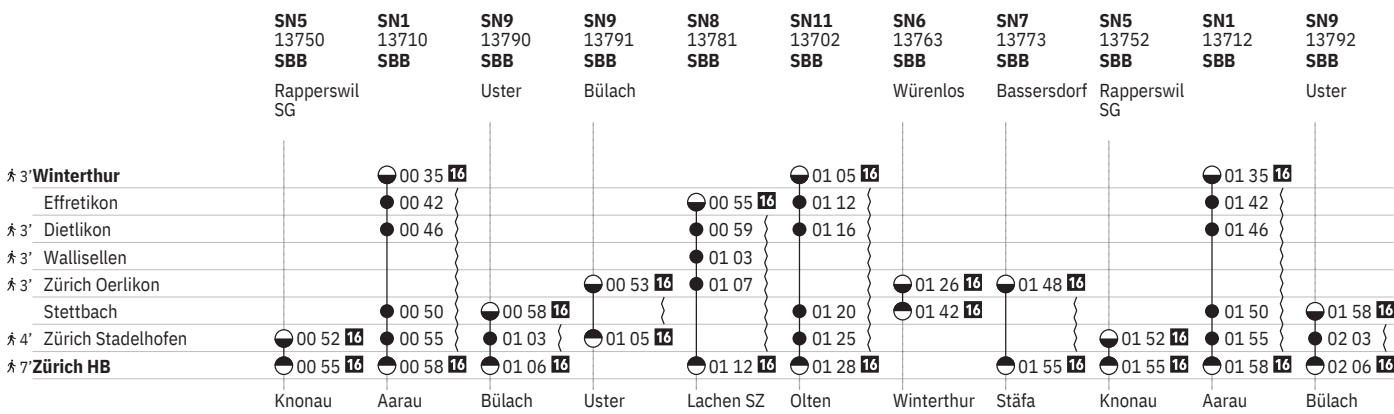 SN5 SN1 SN9 SN9 SN8 SN11 SN6 SN7 SN5 SN1 SN9
13750 13710 13790 13791 13781 13702 13763 13773 13752 13712 13792
SBB SBB SBB SBB SBB SBB SBB SBB SBB SBB SBB
Rapperswil Uster Bülach Würenlos Bassersdorf Rapperswil Uster
SG SG
3' Winterthur 00 35 16 01 05 16 01 35 16
Effretikon 00 42 00 55 16 01 12 01 42
3' Dietlikon 00 46 00 59 01 16 01 46
3' Wallisellen 01 03
3' Zürich Oerlikon 00 53 16 01 07 01 26 16 01 48 16
Stettbach 00 50 00 58 16 01 20 01 42 16 01 50 01 58 16
4' Zürich Stadelhofen 00 52 16 00 55 01 03 01 05 16 01 25 01 52 16 01 55 02 03
7' Zürich HB 00 55 16 00 58 16 01 06 16 01 12 16 01 28 16 01 55 16 01 55 16 01 58 16 02 06 16
Knonau Aarau Bülach Uster Lachen SZ Olten Winterthur Stäfa Knonau Aarau Bülach